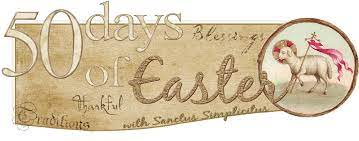 50 days
of Easter
Blessings
thankful
Traditions
with Sanctus Simplicitus